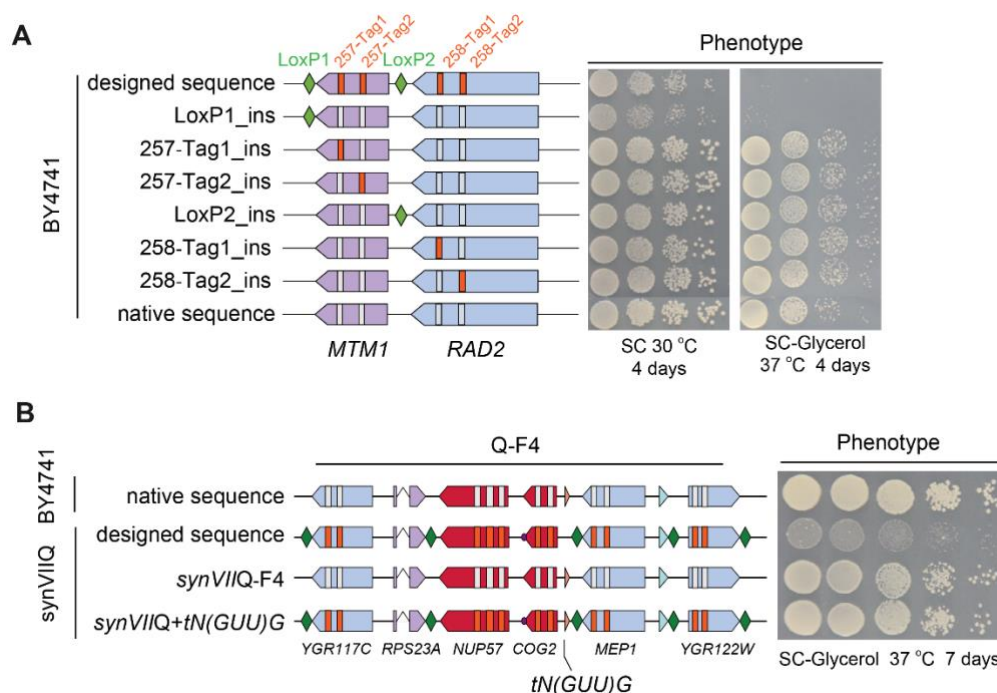 A
LoxP1
257-Tag1
257-Tag2
LoxP2
258-Tag1
258-Tag2
Phenotype
BY4741
designed sequence
LoxP1_ins
257-Tag1_ins
257-Tag2_ins
LoxP2_ins
258-Tag1_ins
258-Tag2_ins
native sequence
MTM1 RAD2
SC 30 °C
4 days
SC-Glycerol
37 °C 4 days
B
Q-F4
Phenotype
BY4741
native sequence
synVIIQ
designed sequence
synVIIQ-F4
synVIIQ+tN(GUU)G
YGR117C RPS23A NUP57 COG2 MEP1 YGR122W
tN(GUU)G
SC-Glycerol 37 °C 7 days